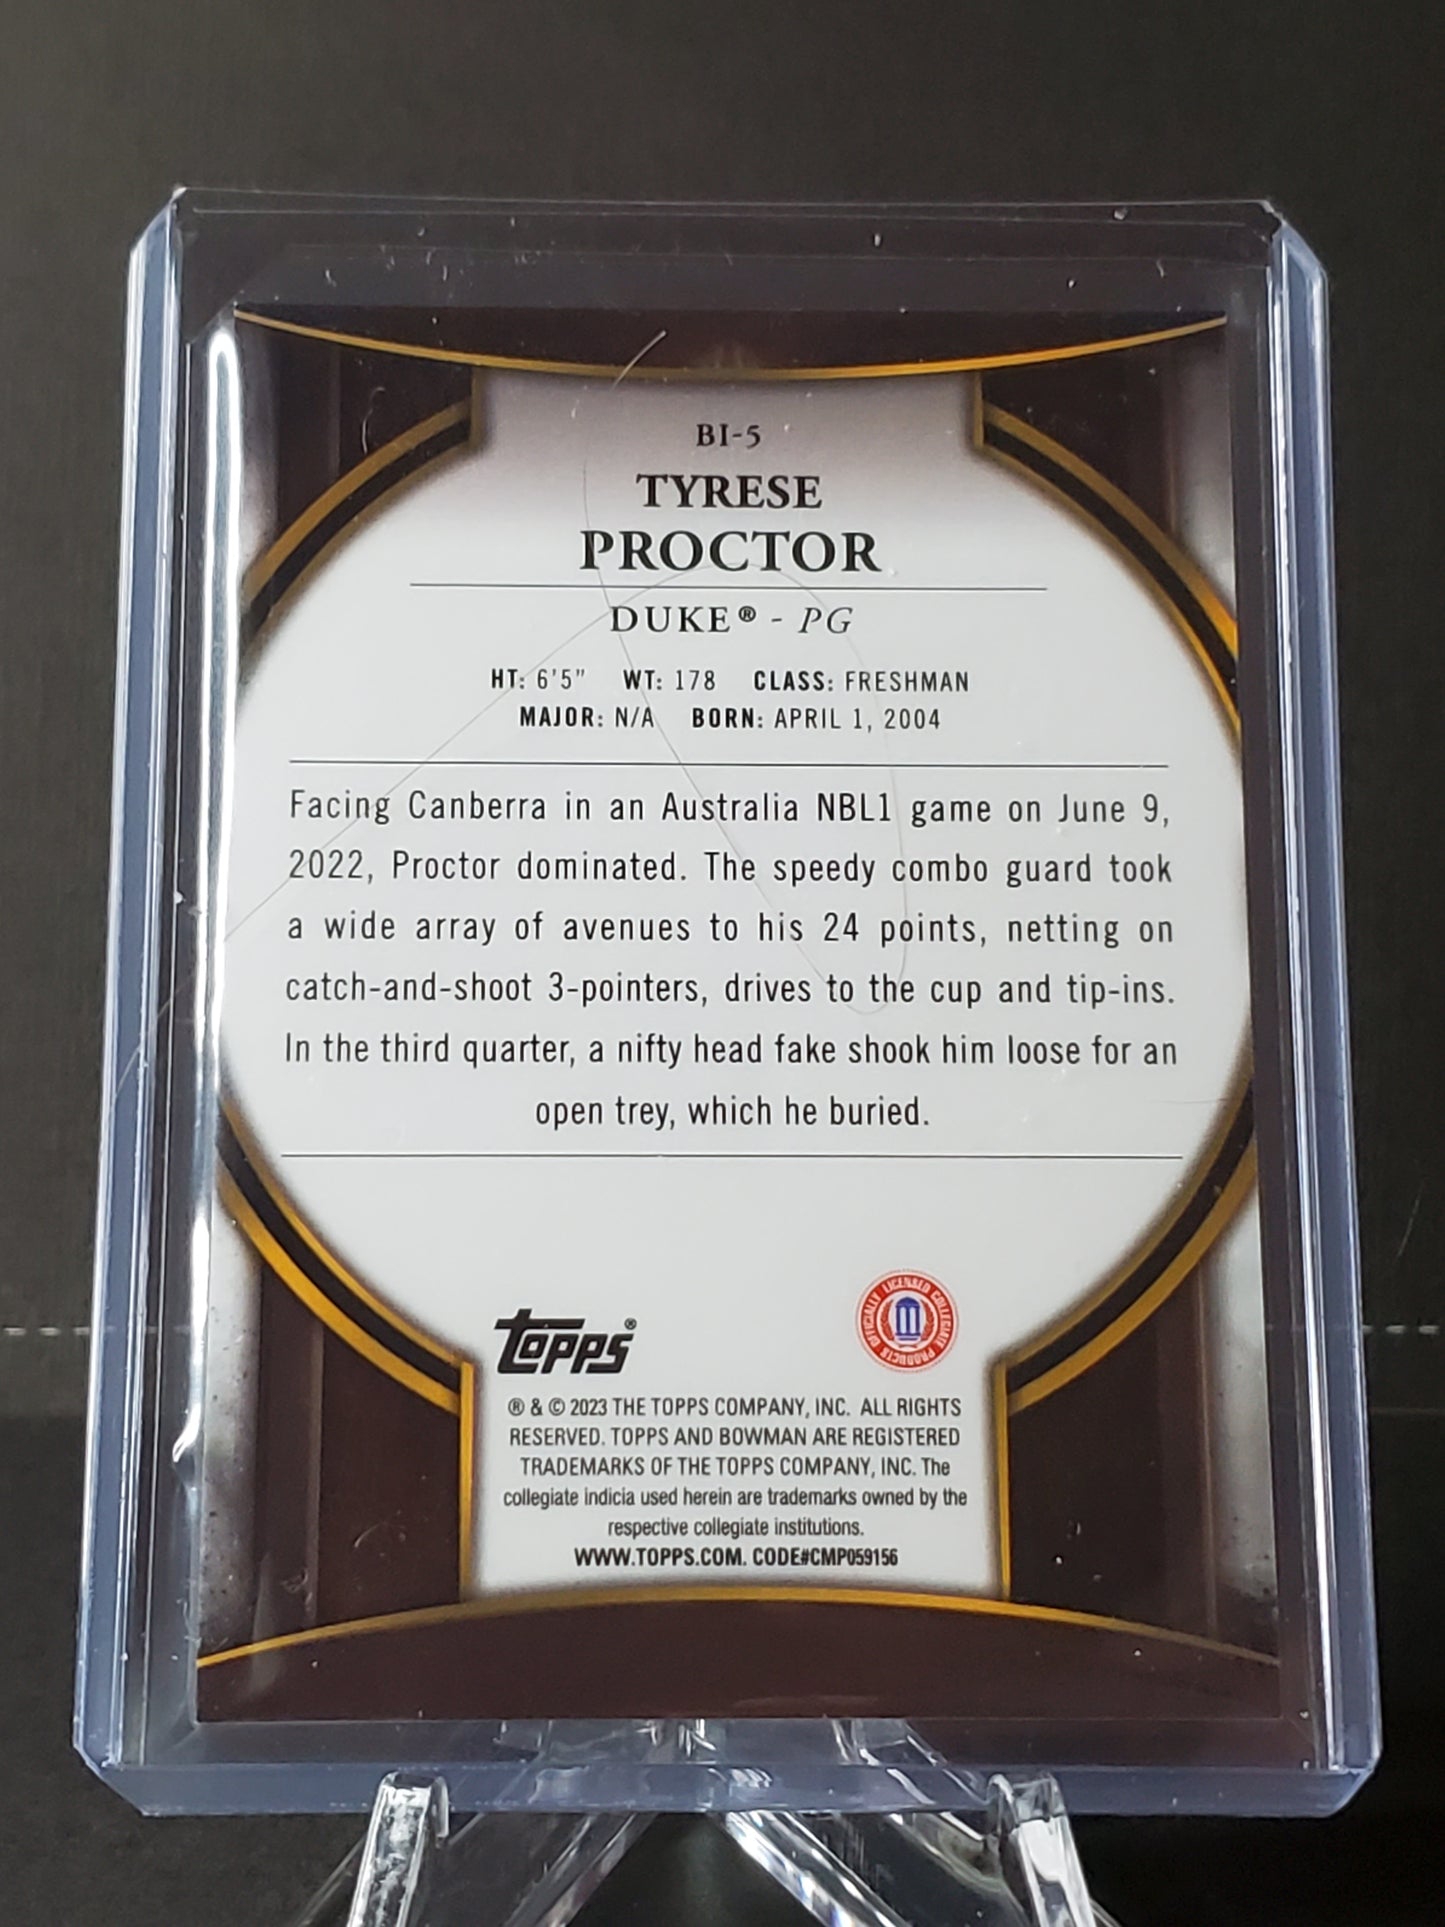 BI-5
TYRESE
PROCTOR
DUKE® - PG
HT: 6'5" WT: 178 CLASS: FRESHMAN
MAJOR: N/A BORN: APRIL 1, 2004
Facing Canberra in an Australia NBL1 game on June 9,
2022, Proctor dominated. The speedy combo guard took
a wide array of avenues to his 24 points, netting on
catch-and-shoot 3-pointers, drives to the cup and tip-ins.
In the third quarter, a nifty head fake shook him loose for an
open trey, which he buried.
topps®
OFFICIALLY LICENSED COLLEGIATE PRODUCTS
® & © 2023 THE TOPPS COMPANY, INC. ALL RIGHTS
RESERVED. TOPPS AND BOWMAN ARE REGISTERED
TRADEMARKS OF THE TOPPS COMPANY, INC. The
collegiate indicia used herein are trademarks owned by the
respective collegiate institutions.
WWW.TOPPS.COM. CODE#CMP059156